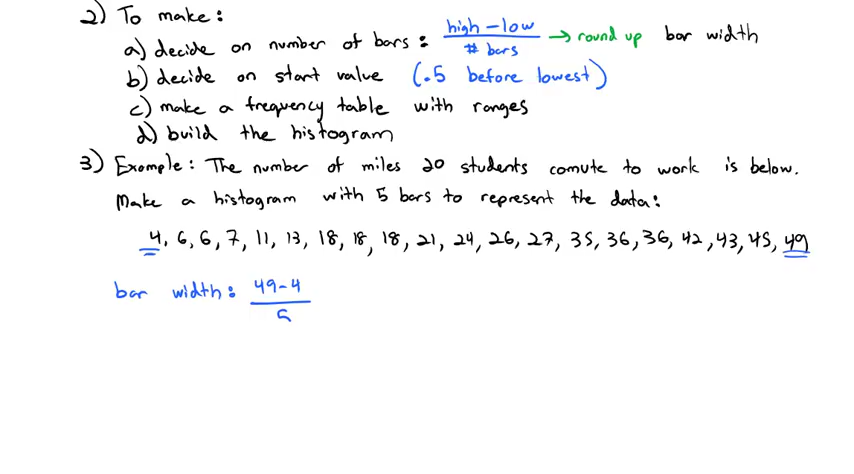 2) To make:
a) decide on number of bars: high - low / # bars → round up bar width
b) decide on start value (.5 before lowest)
c) make a frequency table with ranges
d) build the histogram
3) Example: The number of miles 20 students comute to work is below.
Make a histogram with 5 bars to represent the data:
4, 6, 6, 7, 11, 13, 18, 18, 18, 21, 24, 26, 27, 35, 36, 36, 42, 43, 45, 49
bar width: 49-4 / 5